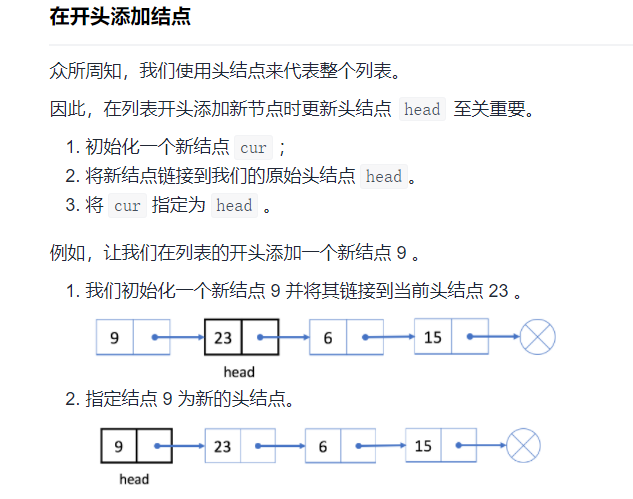 在开头添加结点
众所周知，我们使用头结点来代表整个列表。
因此，在列表开头添加新节点时更新头结点 head 至关重要。
1. 初始化一个新结点 cur ；
2. 将新结点链接到我们的原始头结点 head 。
3. 将 cur 指定为 head 。
例如，让我们在列表的开头添加一个新结点 9 。
1. 我们初始化一个新结点 9 并将其链接到当前头结点 23 。
9 23 6 15
head
2. 指定结点 9 为新的头结点。
9 23 6 15
head